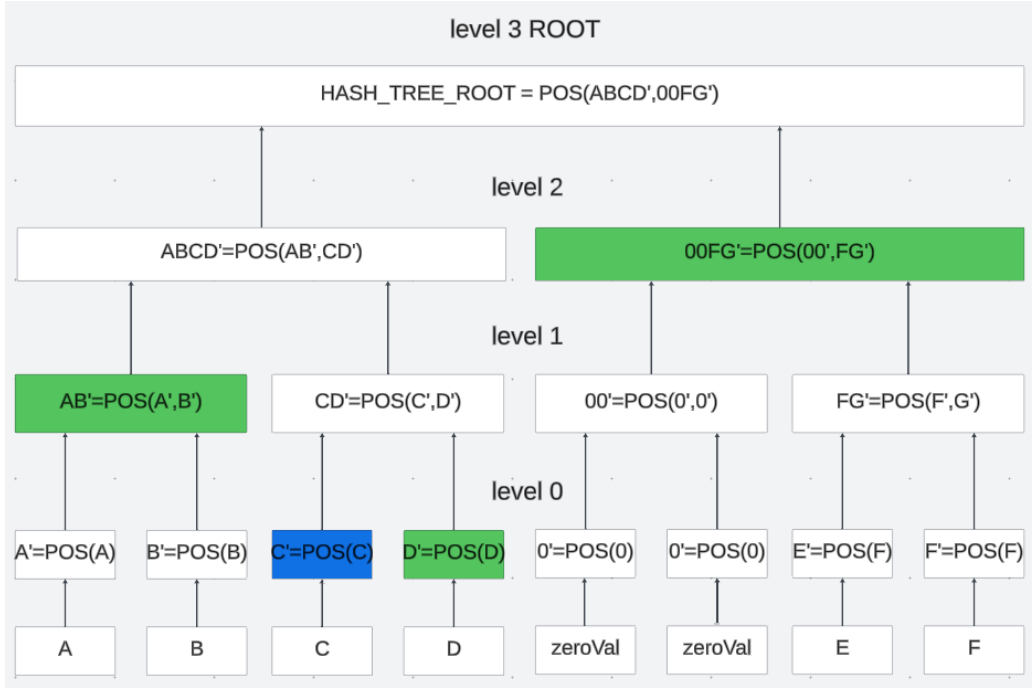 level 3 ROOT
HASH_TREE_ROOT = POS(ABCD',00FG')
level 2
ABCD'=POS(AB',CD')
00FG'=POS(00',FG')
level 1
AB'=POS(A',B')
CD'=POS(C',D')
00'=POS(0',0')
FG'=POS(F',G')
level 0
A'=POS(A)
B'=POS(B)
C'=POS(C)
D'=POS(D)
0'=POS(0)
0'=POS(0)
E'=POS(F)
F'=POS(F)
A
B
C
D
zeroVal
zeroVal
E
F